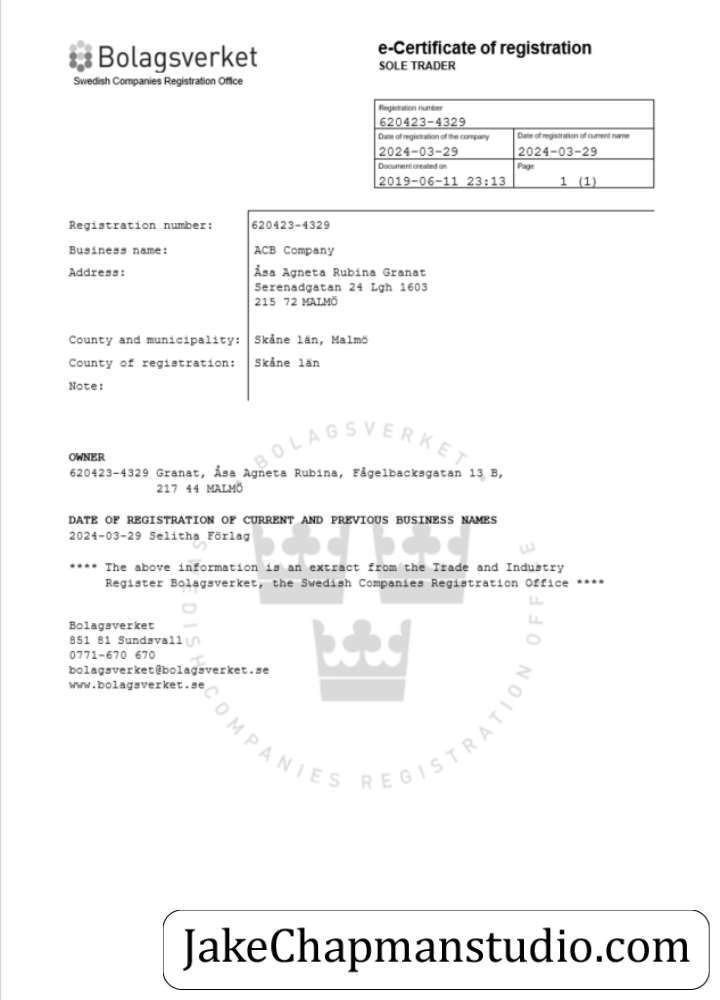 Bolagsverket
Swedish Companies Registration Office
e-Certificate of registration
SOLE TRADER
Registration number
620423-4329
Date of registration of the company
Date of registration of current name
2024-03-29
2024-03-29
Document created on
Page
2019-06-11 23:13
1 (1)
Registration number: 620423-4329
Business name: ACB Company
Address: Åsa Agneta Rubina Granat
Serenadgatan 24 Lgh 1603
215 72 MALMÖ
County and municipality: Skåne län, Malmö
County of registration: Skåne län
Note:
OWNER
620423-4329 Granat, Åsa Agneta Rubina, Fågelbacksgatan 13 B,
217 44 MALMÖ
DATE OF REGISTRATION OF CURRENT AND PREVIOUS BUSINESS NAMES
2024-03-29 Selitha Förlag
**** The above information is an extract from the Trade and Industry
Register Bolagsverket, the Swedish Companies Registration Office ****
Bolagsverket
851 81 Sundsvall
0771-670 670
bolagsverket@bolagsverket.se
www.bolagsverket.se
BOLAGSVERKET
SWEDISH COMPANIES REGISTRATION OFFICE
JakeChapmanstudio.com